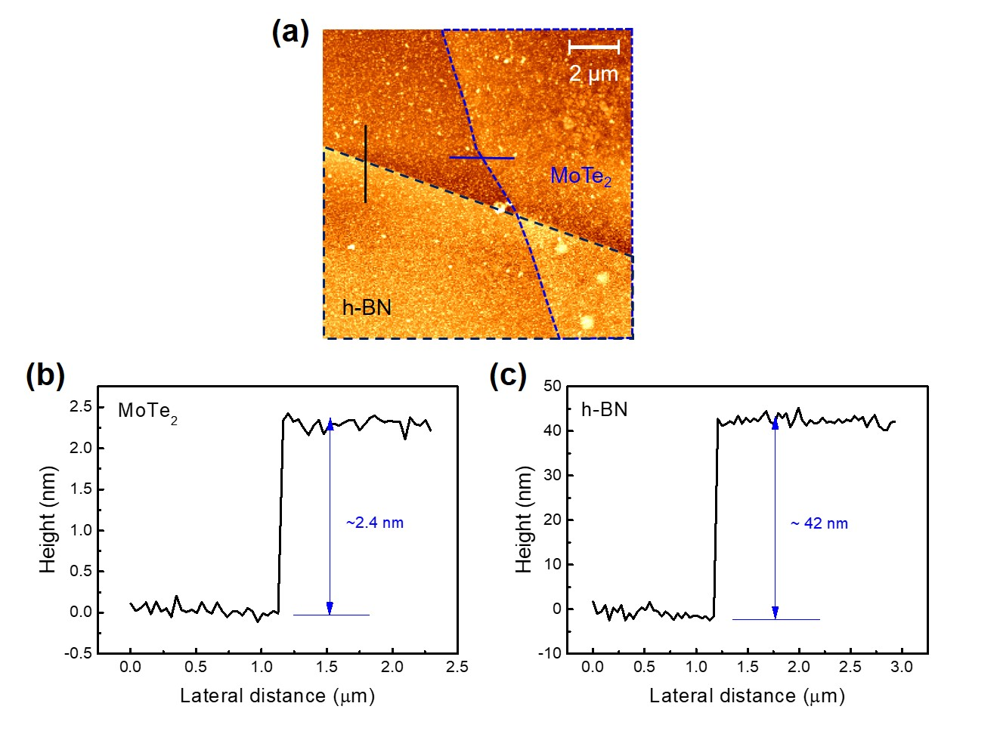 (a)
2 μm
MoTe2
h-BN
(b)
MoTe2
2.5
2.0
1.5
1.0
0.5
0.0
-0.5
Height (nm)
~2.4 nm
0.0 0.5 1.0 1.5 2.0 2.5
Lateral distance (μm)
(c)
h-BN
50
40
30
20
10
0
-10
Height (nm)
~ 42 nm
0.0 0.5 1.0 1.5 2.0 2.5 3.0
Lateral distance (μm)